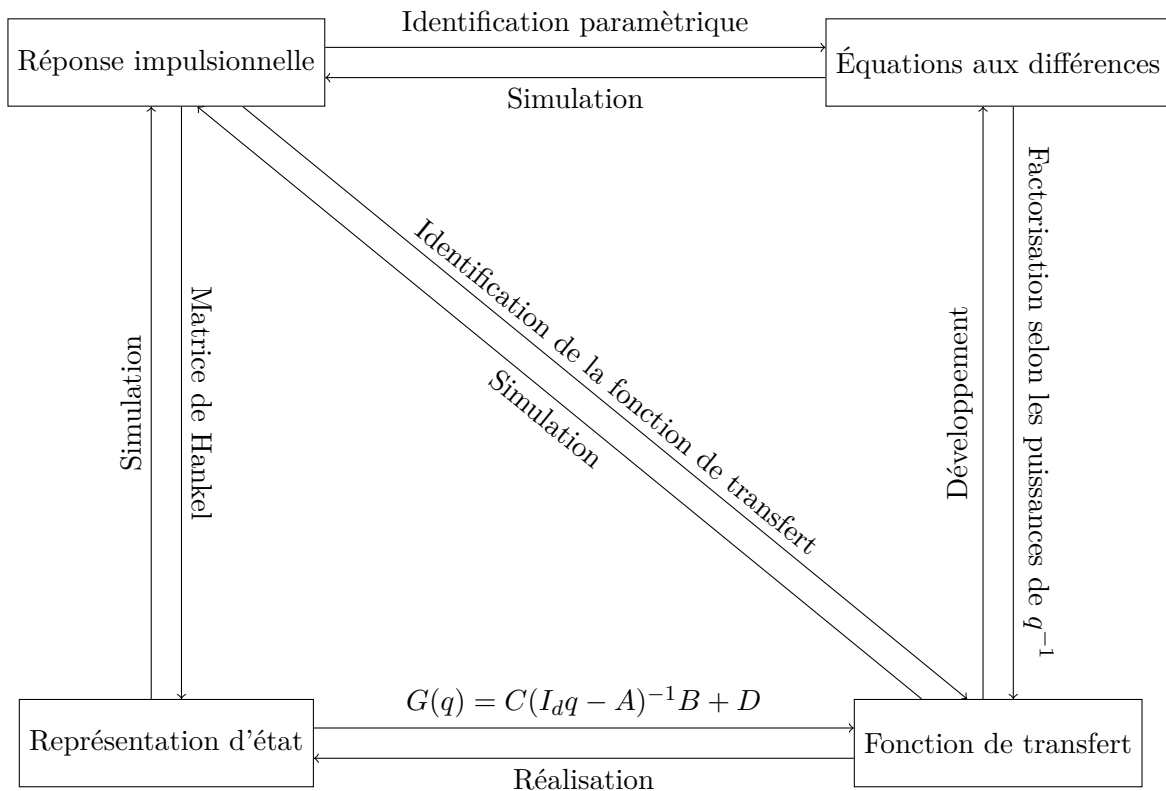 Identification paramètrique
Réponse impulsionnelle
Équations aux différences
Simulation
Identification de la fonction de transfert
Simulation
Simulation
Matrice de Hankel
Développement
Factorisation selon les puissances de q⁻¹
G(q) = C(I_d q − A)⁻¹B + D
Représentation d'état
Fonction de transfert
Réalisation